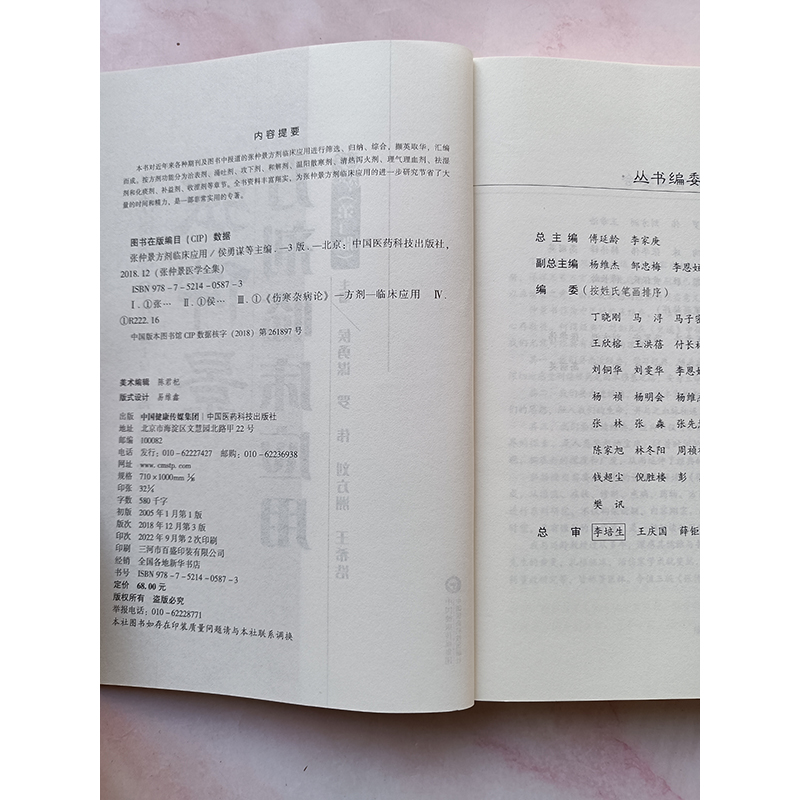 内容提要
本书对近年来各种期刊及图书中报道的张仲景方剂临床应用进行筛选、归纳、综合，撷英取华，汇编
而成。按方剂功能分为治表剂、涌吐剂、攻下剂、和解剂、温阳散寒剂、清热泻火剂、理气理血剂、祛湿
剂和化痰剂、补益剂、收涩剂等章节。全书资料丰富翔实，为张仲景方剂临床应用的进一步研究节省了大
量的时间和精力、是一部非常实用的专著。
图书在版编目（CIP）数据
张仲景方剂临床应用/侯勇谋等主编.—3版.—北京：中国医药科技出版社，
2018.12（张仲景医学全集）
ISBN 978-7-5214-0587-3
Ⅰ.①张… Ⅱ.①侯… Ⅲ.①《伤寒杂病论》—方剂—临床应用 Ⅳ.
①R222.16
中国版本图书馆CIP数据核字（2018）第261897号
美术编辑 陈君杞
版式设计 易维鑫
出版 中国健康传媒集团｜中国医药科技出版社
地址 北京市海淀区文慧园北路甲22号
邮编 100082
电话 发行：010-62227427 邮购：010-62236938
网址 www.cmstp.com
规格 710×1000mm 1/16
印张 32 1/4
字数 580千字
初版 2005年1月第1版
版次 2018年12月第3版
印次 2022年9月第2次印刷
印刷 三河市百盛印装有限公司
经销 全国各地新华书店
书号 ISBN 978-7-5214-0587-3
定价 68.00元
版权所有 盗版必究
举报电话：010-62228771
本社图书如存在印装质量问题请与本社联系调换
丛书编委
总主编 傅延龄 李家庚
副总主编 杨维杰 邹忠梅 李恩
编 委（按姓氏笔画排序）
丁晓刚 马浔 马子
王欣榕 王洪蓓 付长林
刘铜华 刘雯华 李恩
杨祯 杨明会 杨维杰
张林 张淼 张先
陈家旭 林冬阳 周祯
钱超尘 倪胜楼 彭
樊讯
总 审 李培生 王庆国 薛钜